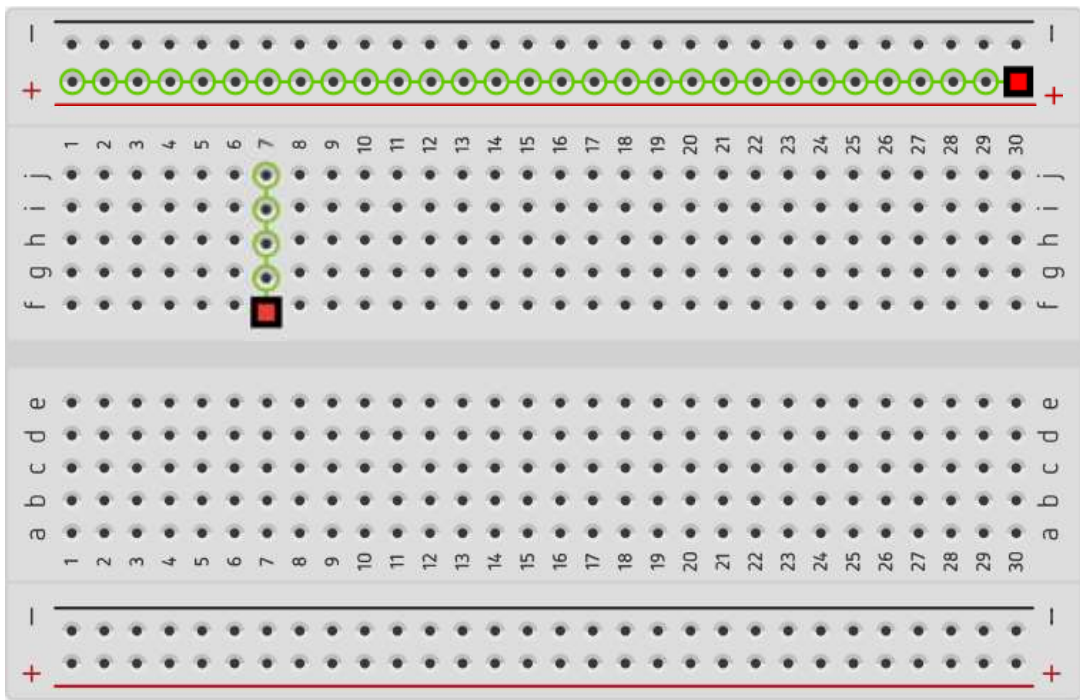 − −
+ +
1 2 3 4 5 6 7 8 9 10 11 12 13 14 15 16 17 18 19 20 21 22 23 24 25 26 27 28 29 30
j j
i i
h h
g g
f f
e e
d d
c c
b b
a a
1 2 3 4 5 6 7 8 9 10 11 12 13 14 15 16 17 18 19 20 21 22 23 24 25 26 27 28 29 30
− −
+ +